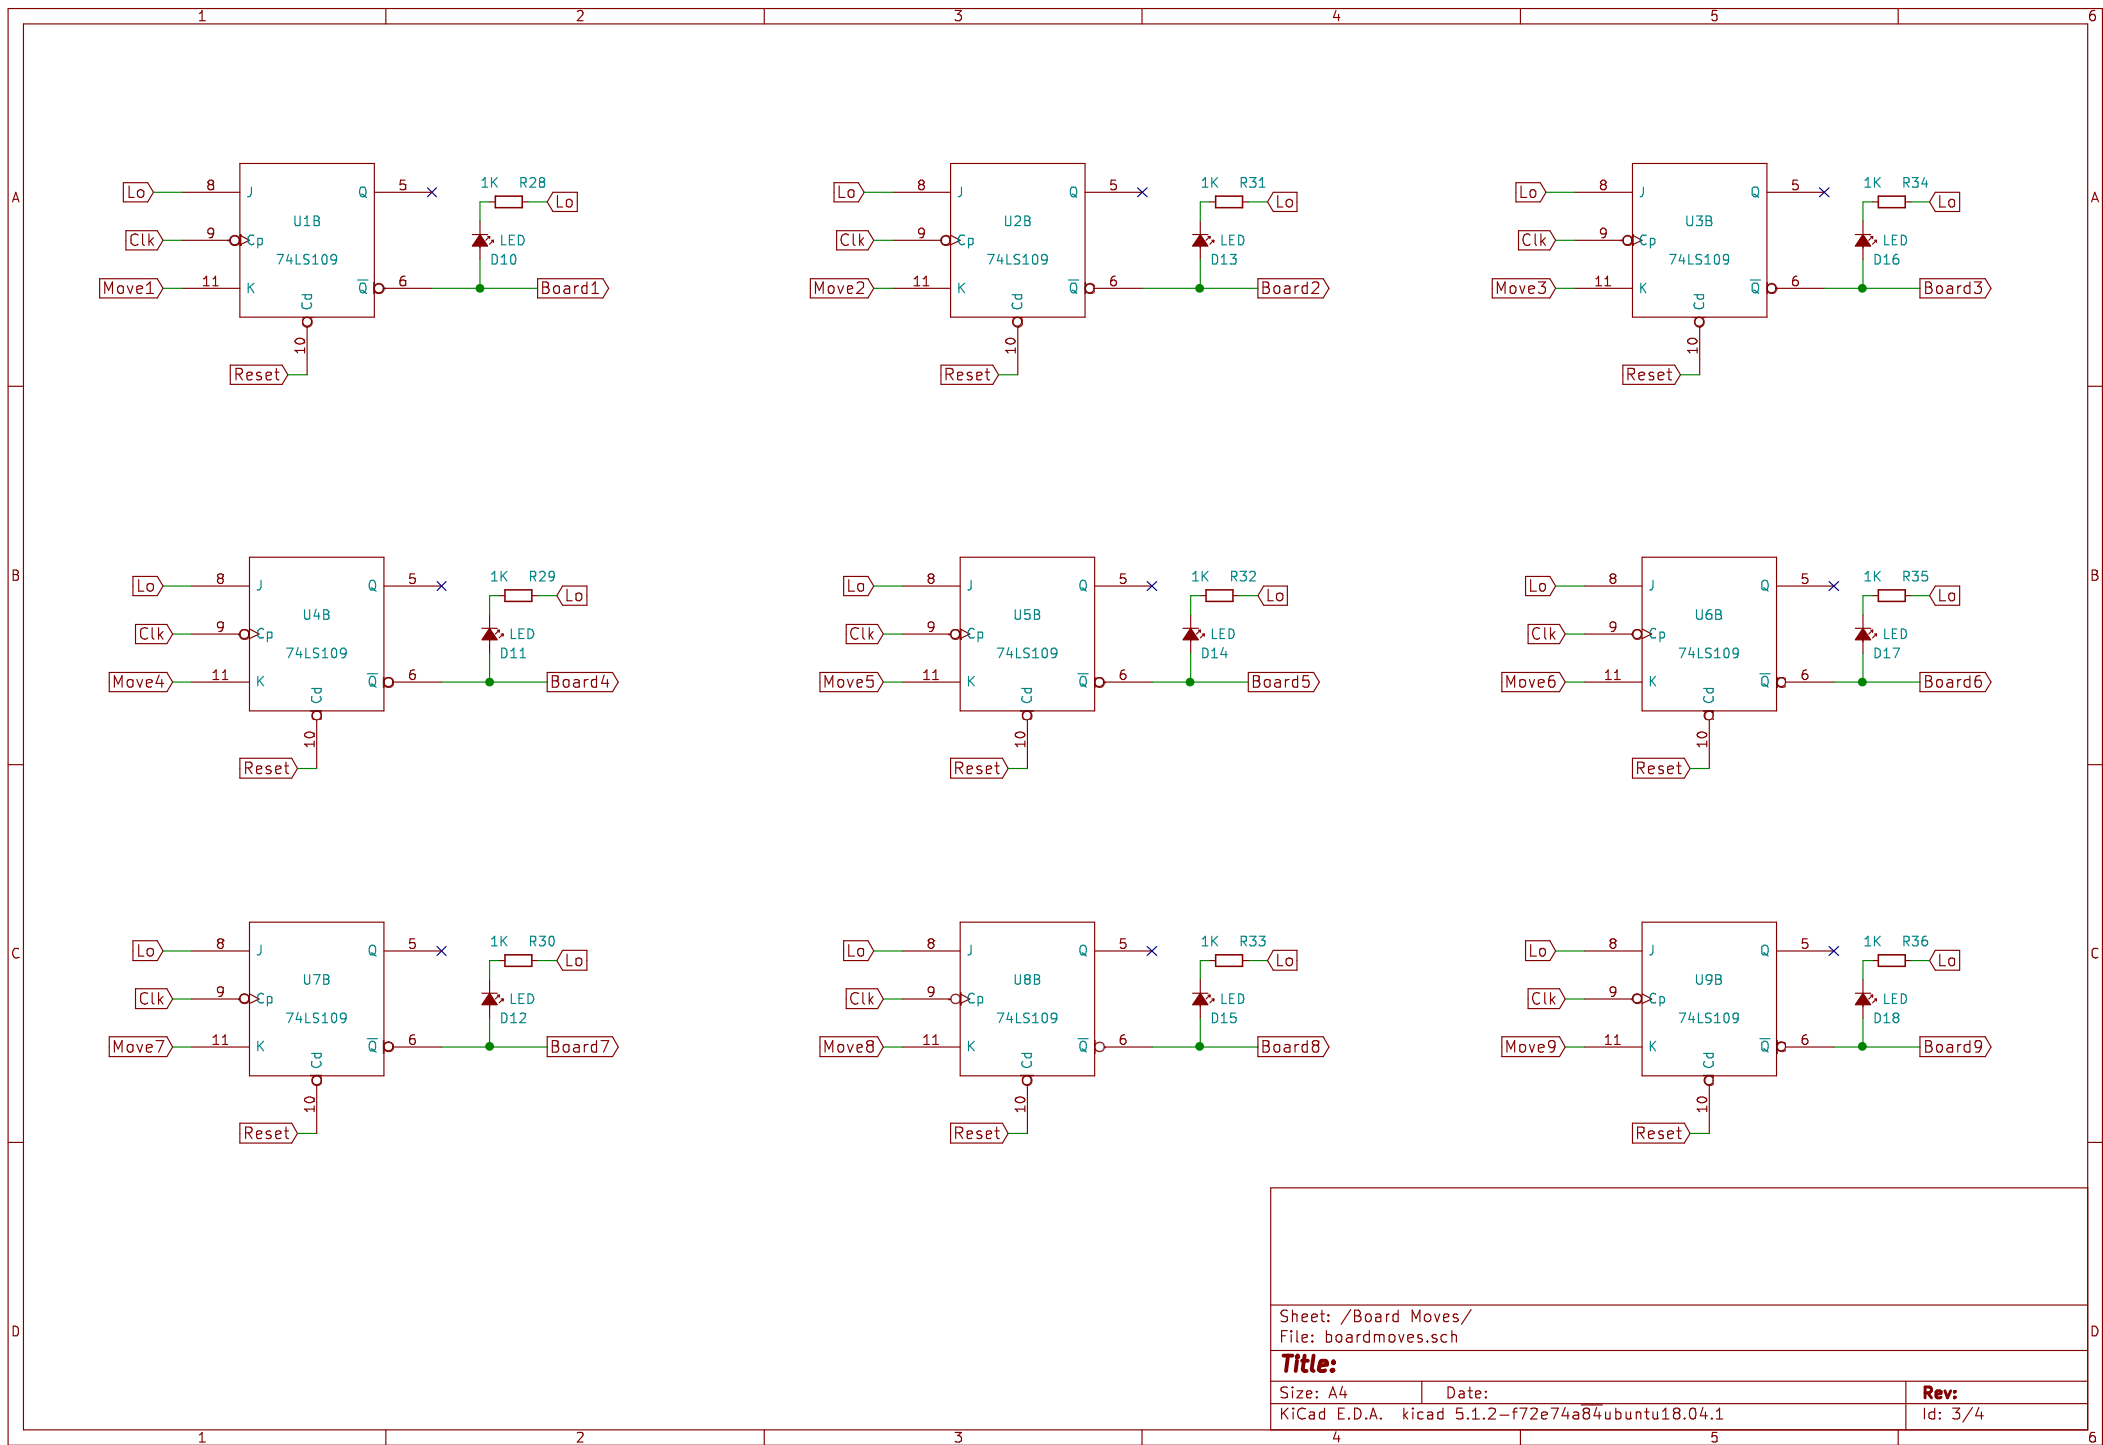 1 2 3 4 5 6
A A
B B
C C
D D
Lo 8 J Q 5 1K R28 Lo
U1B
Clk 9 Cp LED
74LS109 D10
Move1 11 K Q 6 Board1
Cd
10
Reset
Lo 8 J Q 5 1K R31 Lo
U2B
Clk 9 Cp LED
74LS109 D13
Move2 11 K Q 6 Board2
Cd
10
Reset
Lo 8 J Q 5 1K R34 Lo
U3B
Clk 9 Cp LED
74LS109 D16
Move3 11 K Q 6 Board3
Cd
10
Reset
Lo 8 J Q 5 1K R29 Lo
U4B
Clk 9 Cp LED
74LS109 D11
Move4 11 K Q 6 Board4
Cd
10
Reset
Lo 8 J Q 5 1K R32 Lo
U5B
Clk 9 Cp LED
74LS109 D14
Move5 11 K Q 6 Board5
Cd
10
Reset
Lo 8 J Q 5 1K R35 Lo
U6B
Clk 9 Cp LED
74LS109 D17
Move6 11 K Q 6 Board6
Cd
10
Reset
Lo 8 J Q 5 1K R30 Lo
U7B
Clk 9 Cp LED
74LS109 D12
Move7 11 K Q 6 Board7
Cd
10
Reset
Lo 8 J Q 5 1K R33 Lo
U8B
Clk 9 Cp LED
74LS109 D15
Move8 11 K Q 6 Board8
Cd
10
Reset
Lo 8 J Q 5 1K R36 Lo
U9B
Clk 9 Cp LED
74LS109 D18
Move9 11 K Q 6 Board9
Cd
10
Reset
Sheet: /Board Moves/
File: boardmoves.sch
Title:
Size: A4 Date: Rev:
KiCad E.D.A. kicad 5.1.2-f72e74a84ubuntu18.04.1 Id: 3/4
1 2 3 4 5 6